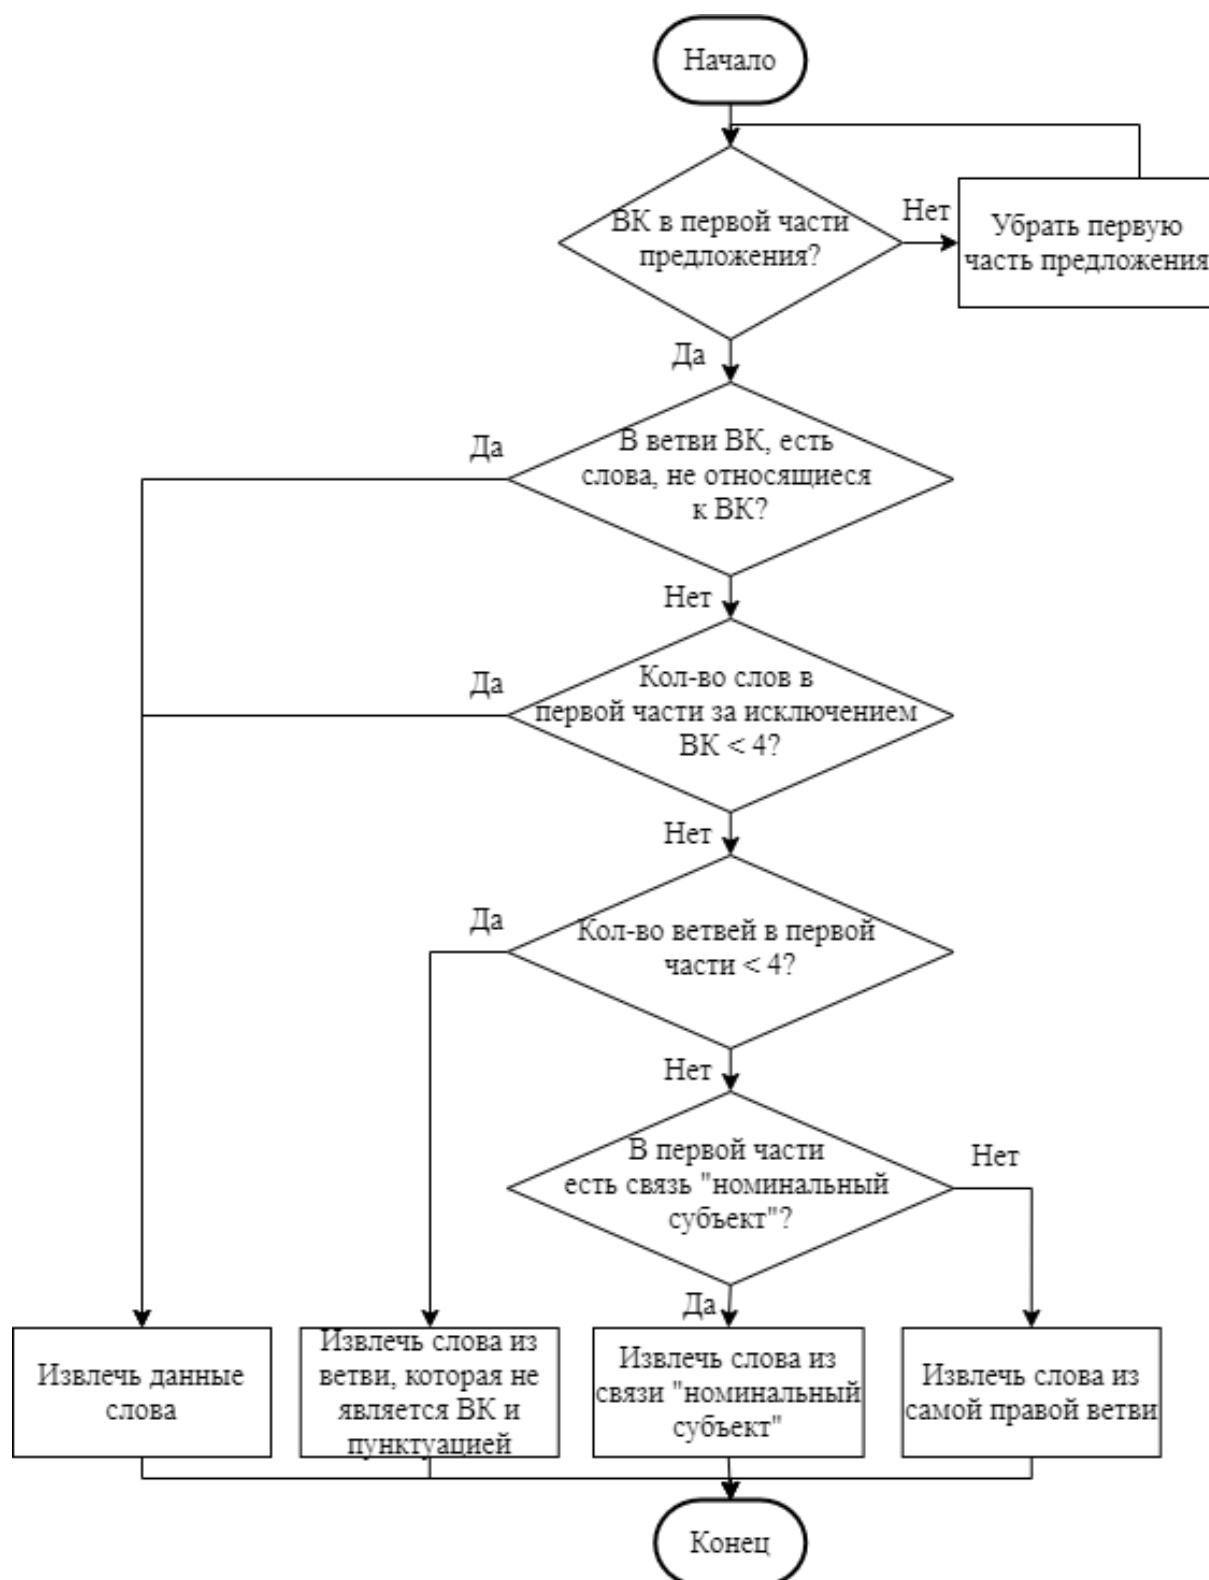 Начало
ВК в первой части
предложения?
Нет
Убрать первую
часть предложения
Да
Да
В ветви ВК, есть
слова, не относящиеся
к ВК?
Нет
Да
Кол-во слов в
первой части за исключением
ВК < 4?
Нет
Да
Кол-во ветвей в первой
части < 4?
Нет
В первой части
есть связь "номинальный
субъект"?
Нет
Да
Извлечь данные
слова
Извлечь слова из
ветви, которая не
является ВК и
пунктуацией
Извлечь слова из
связи "номинальный
субъект"
Извлечь слова из
самой правой ветви
Конец